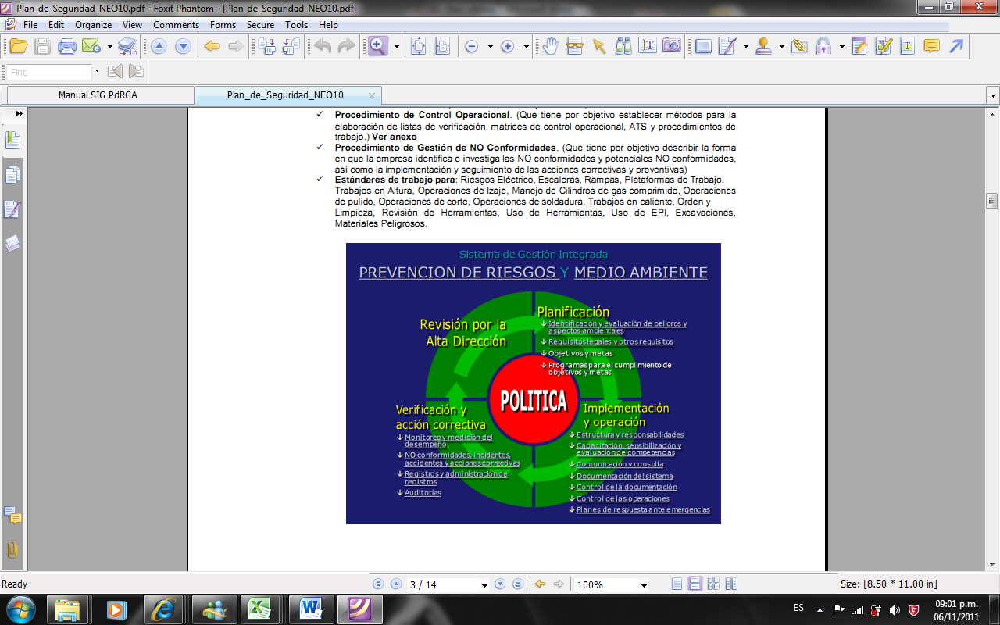 Plan_de_Seguridad_NEO10.pdf - Foxit Phantom - [Plan_de_Seguridad_NEO10.pdf]
File Edit Organize View Comments Forms Secure Tools Help
Find
Manual SIG PdRGA
Plan_de_Seguridad_NEO10
✓ Procedimiento de Control Operacional. (Que tiene por objetivo establecer métodos para la
elaboración de listas de verificación, matrices de control operacional, ATS y procedimientos de
trabajo.) Ver anexo
✓ Procedimiento de Gestión de NO Conformidades. (Que tiene por objetivo describir la forma
en que la empresa identifica e investiga las NO conformidades y potenciales NO conformidades,
así como la implementación y seguimiento de las acciones correctivas y preventivas)
✓ Estándares de trabajo para: Riesgos Eléctrico, Escaleras, Rampas, Plataformas de Trabajo,
Trabajos en Altura, Operaciones de Izaje, Manejo de Cilindros de gas comprimido, Operaciones
de pulido, Operaciones de corte, Operaciones de soldadura, Trabajos en caliente, Orden y
Limpieza, Revisión de Herramientas, Uso de Herramientas, Uso de EPI, Excavaciones,
Materiales Peligrosos.
Sistema de Gestión Integrada
PREVENCION DE RIESGOS Y MEDIO AMBIENTE
Revisión por la
Alta Dirección
Planificación
Identificación y evaluación de peligros y
aspectos ambientales
Requisitos legales y otros requisitos
Objetivos y metas
Programas para el cumplimiento de
objetivos y metas
POLITICA
Verificación y
acción correctiva
Monitoreo y medición del
desempeño
NO conformidades, incidentes,
accidentes y acciones correctivas
Registros y administración de
registros
Auditorías
Implementación
y operación
Estructura y responsabilidades
Capacitación, sensibilización y
evaluación de competencias
Comunicación y consulta
Documentación del sistema
Control de la documentación
Control de las operaciones
Planes de respuesta ante emergencias
Ready
3 / 14
100%
Size: [8.50 * 11.00 in]
ES
09:01 p.m.
06/11/2011